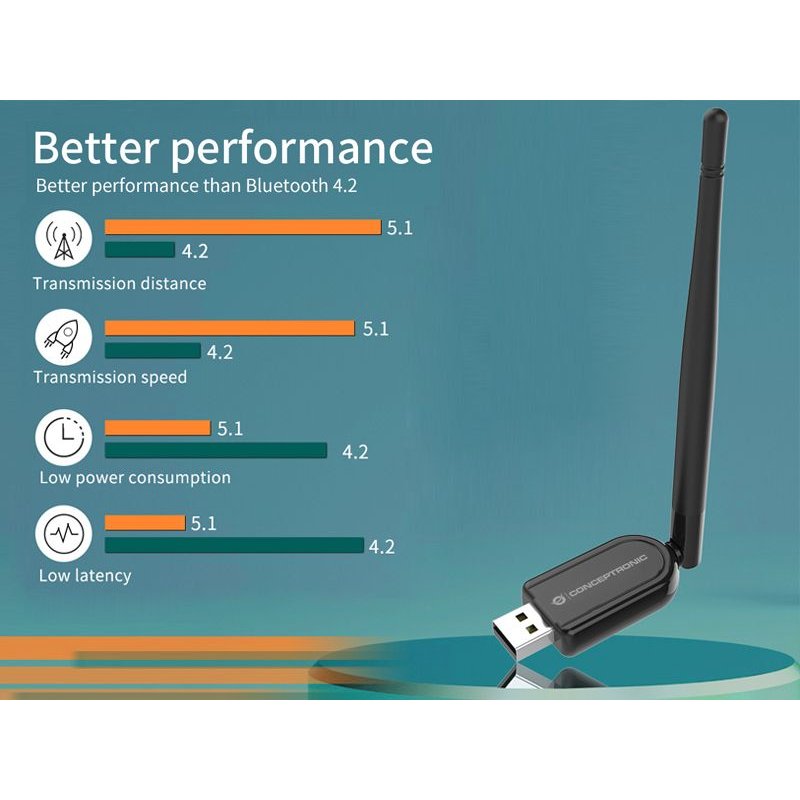 Better performance
Better performance than Bluetooth 4.2
5.1
4.2
Transmission distance
5.1
4.2
Transmission speed
5.1
4.2
Low power consumption
5.1
4.2
Low latency
CONCEPTRONIC